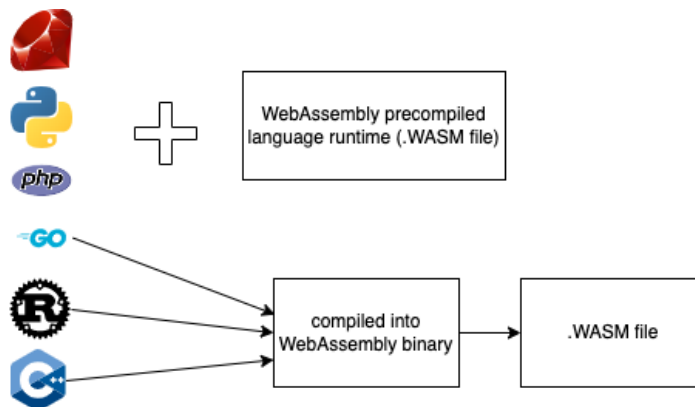 WebAssembly precompiled
language runtime (.WASM file)
php
GO
R
compiled into
WebAssembly binary
.WASM file
C++